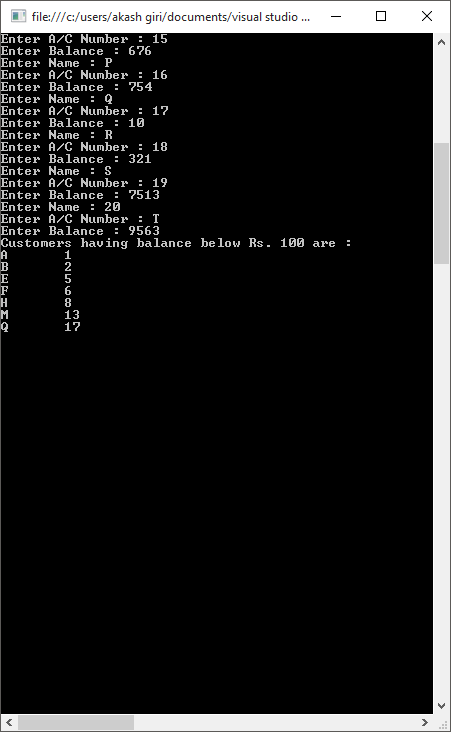 file:///c:/users/akash giri/documents/visual studio ...
Enter A/C Number : 15
Enter Balance : 676
Enter Name : P
Enter A/C Number : 16
Enter Balance : 754
Enter Name : Q
Enter A/C Number : 17
Enter Balance : 10
Enter Name : R
Enter A/C Number : 18
Enter Balance : 321
Enter Name : S
Enter A/C Number : 19
Enter Balance : 7513
Enter Name : 20
Enter A/C Number : T
Enter Balance : 9563
Customers having balance below Rs. 100 are :
A 1
B 2
E 5
F 6
H 8
M 13
Q 17